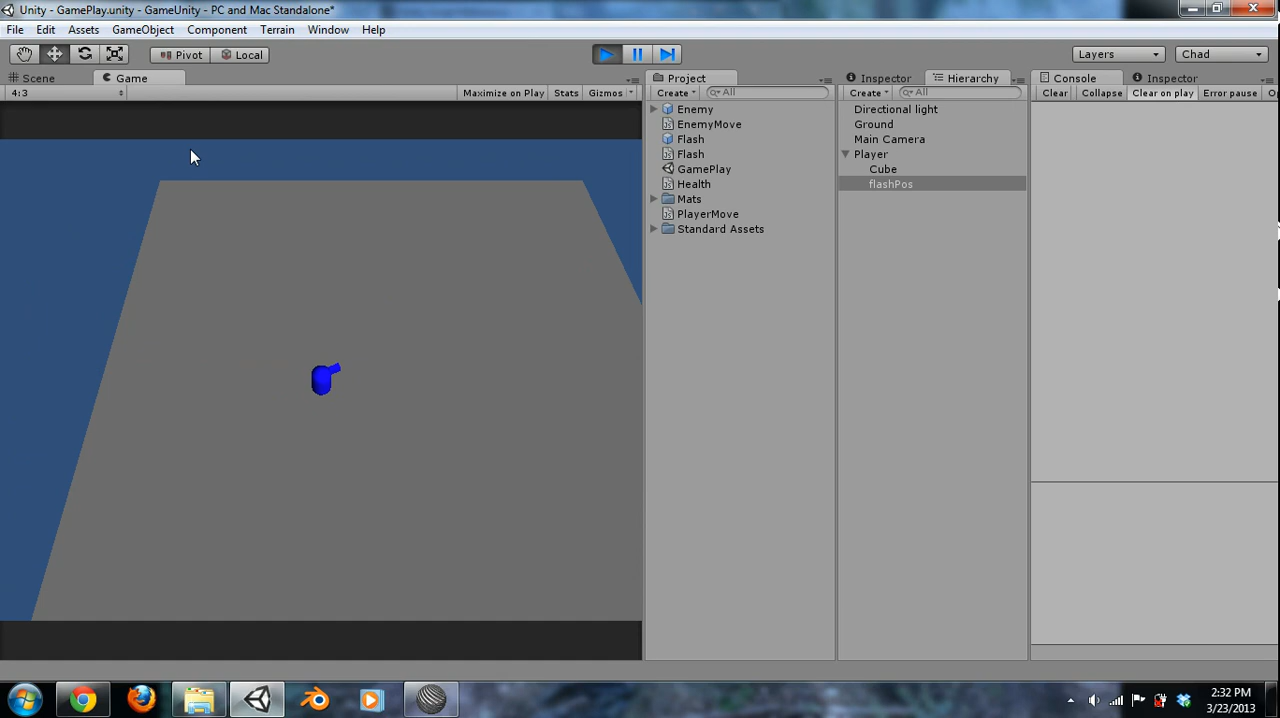 Unity - GamePlay.unity - GameUnity - PC and Mac Standalone*
File Edit Assets GameObject Component Terrain Window Help
Pivot Local Layers Chad
Scene Game Project Inspector Hierarchy Console Inspector
4:3 Maximize on Play Stats Gizmos Create All Create All Clear Collapse Clear on play Error pause
Enemy
EnemyMove
Flash
Flash
GamePlay
Health
Mats
PlayerMove
Standard Assets
Directional light
Ground
Main Camera
Player
Cube
flashPos
2:32 PM
3/23/2013